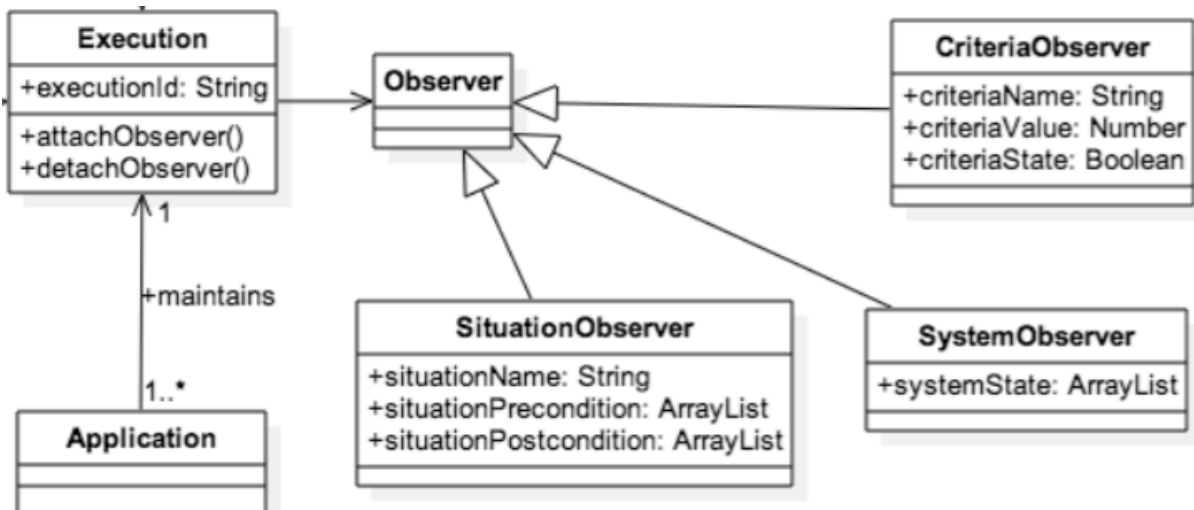 Execution
+executionId: String
+attachObserver()
+detachObserver()
Observer
CriteriaObserver
+criteriaName: String
+criteriaValue: Number
+criteriaState: Boolean
1
+maintains
1..*
Application
SituationObserver
+situationName: String
+situationPrecondition: ArrayList
+situationPostcondition: ArrayList
SystemObserver
+systemState: ArrayList